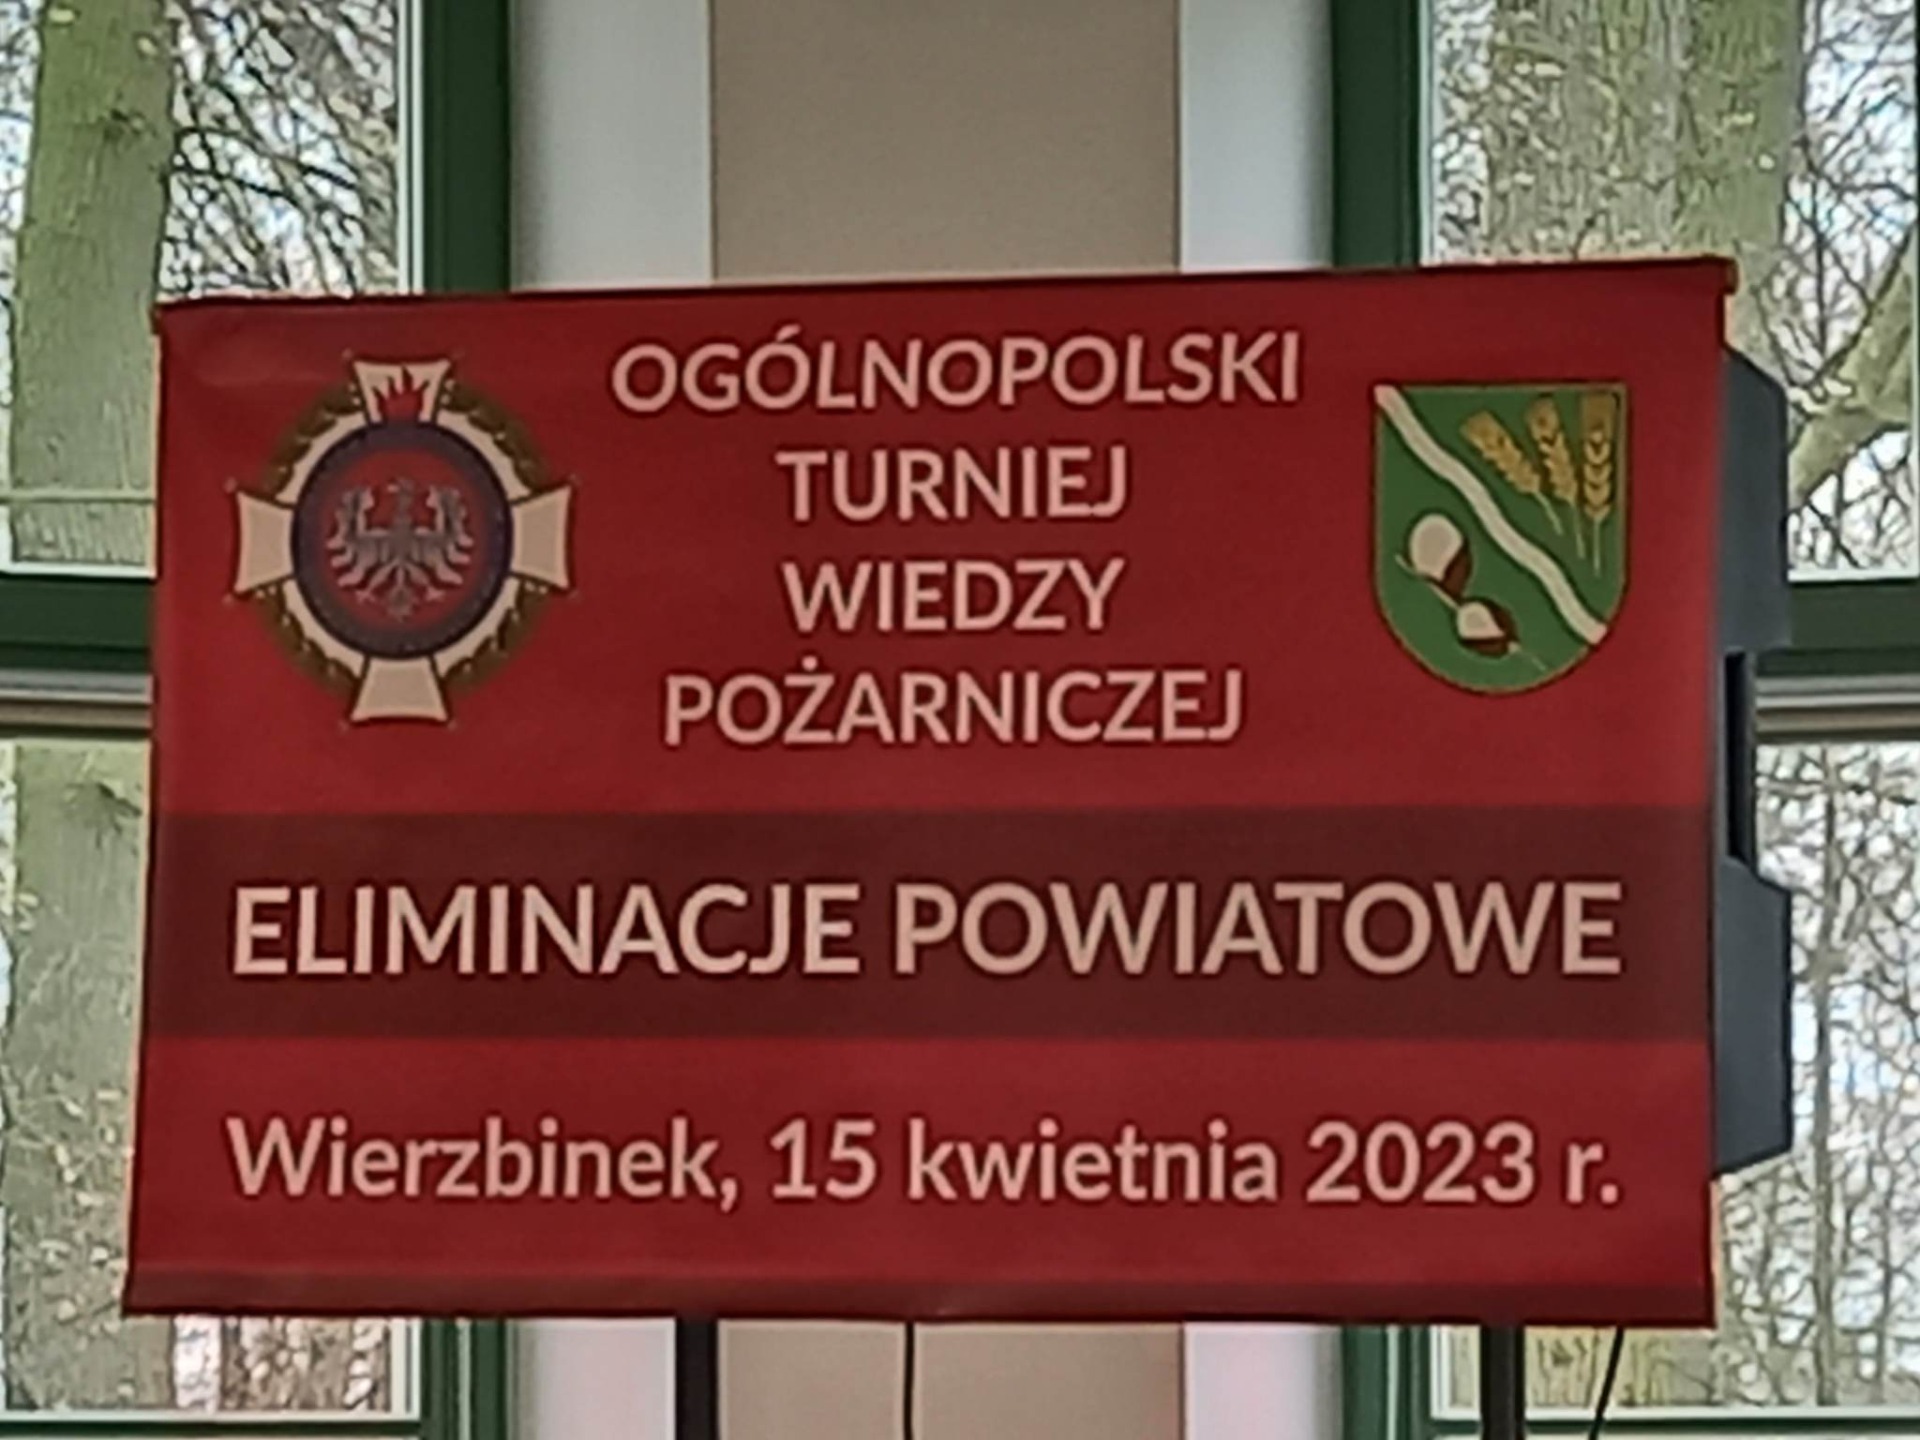 OGÓLNOPOLSKI
TURNIEJ
WIEDZY
POŻARNICZEJ
ELIMINACJE POWIATOWE
Wierzbinek, 15 kwietnia 2023 r.